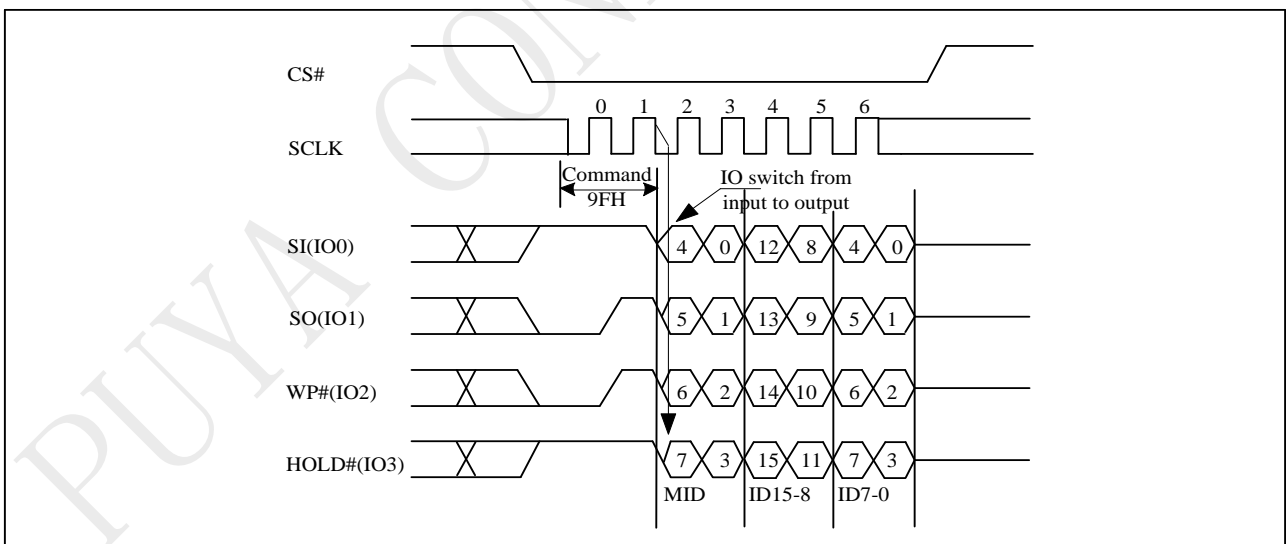 PUYA CON
CS#
0 1 2 3 4 5 6
SCLK
Command
9FH
IO switch from
input to output
SI(IO0) 4 0 12 8 4 0
SO(IO1) 5 1 13 9 5 1
WP#(IO2) 6 2 14 10 6 2
HOLD#(IO3) 7 3 15 11 7 3
MID ID15-8 ID7-0